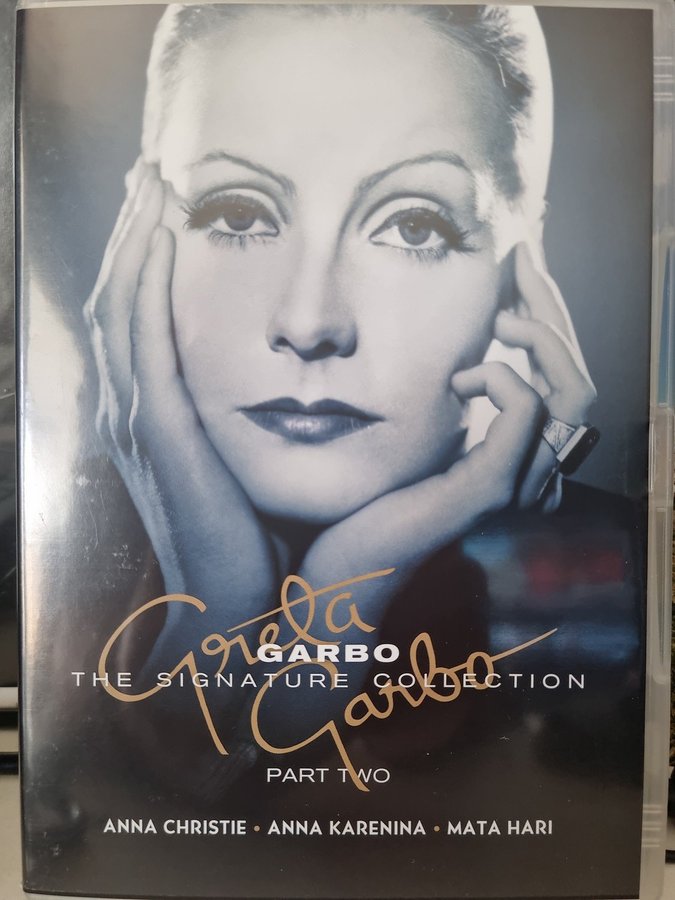 Greta
Garbo
GARBO
THE SIGNATURE COLLECTION
PART TWO
ANNA CHRISTIE • ANNA KARENINA • MATA HARI